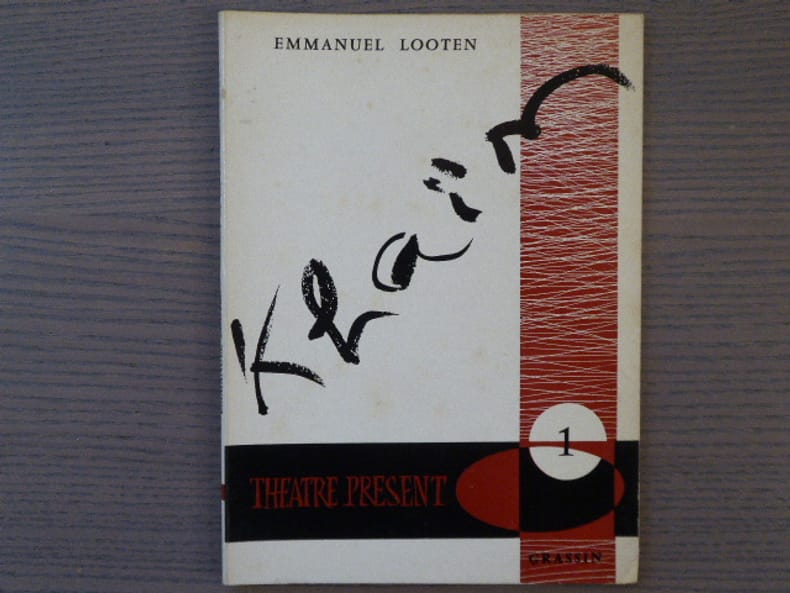 EMMANUEL LOOTEN
1
THEATRE PRESENT
GRASSIN